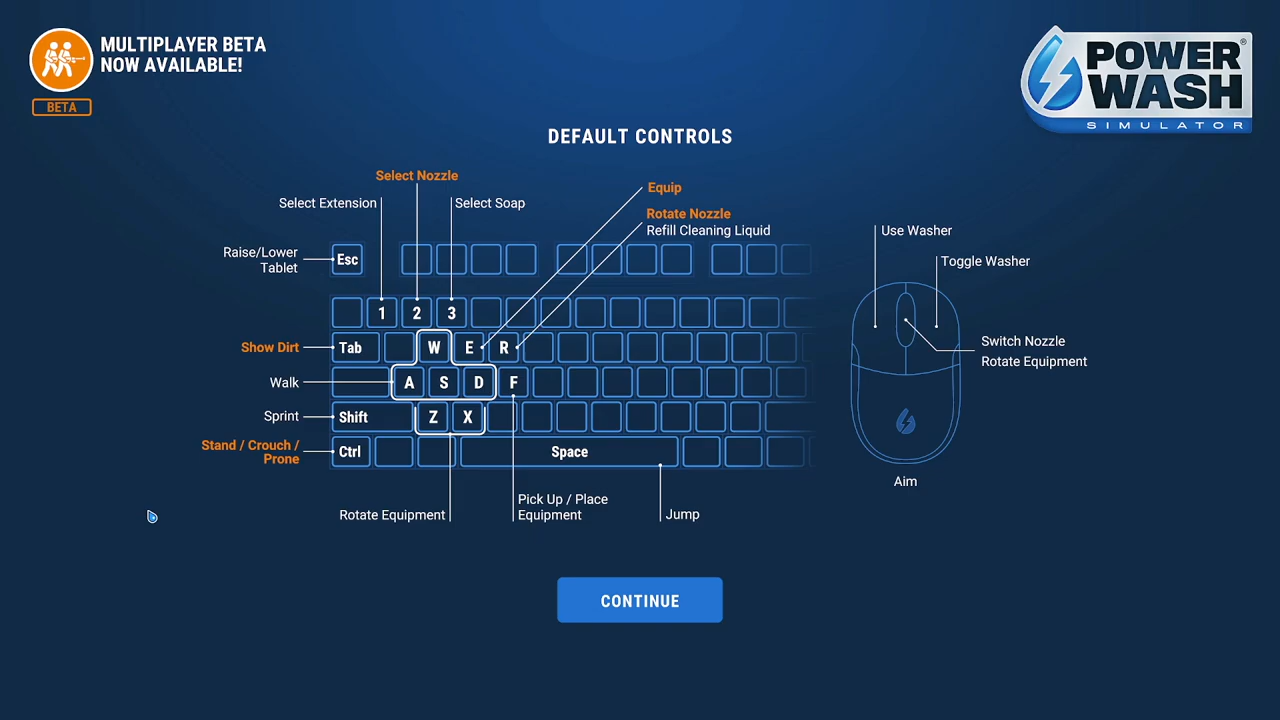 MULTIPLAYER BETA
NOW AVAILABLE!
BETA
POWER
WASH®
SIMULATOR
DEFAULT CONTROLS
Select Nozzle
Select Extension
Select Soap
Equip
Rotate Nozzle
Refill Cleaning Liquid
Raise/Lower
Tablet
Esc
1 2 3
Show Dirt
Tab W E R
Walk
A S D F
Sprint
Shift Z X
Stand / Crouch /
Prone
Ctrl Space
Rotate Equipment
Pick Up / Place
Equipment
Jump
Use Washer
Toggle Washer
Switch Nozzle
Rotate Equipment
Aim
CONTINUE